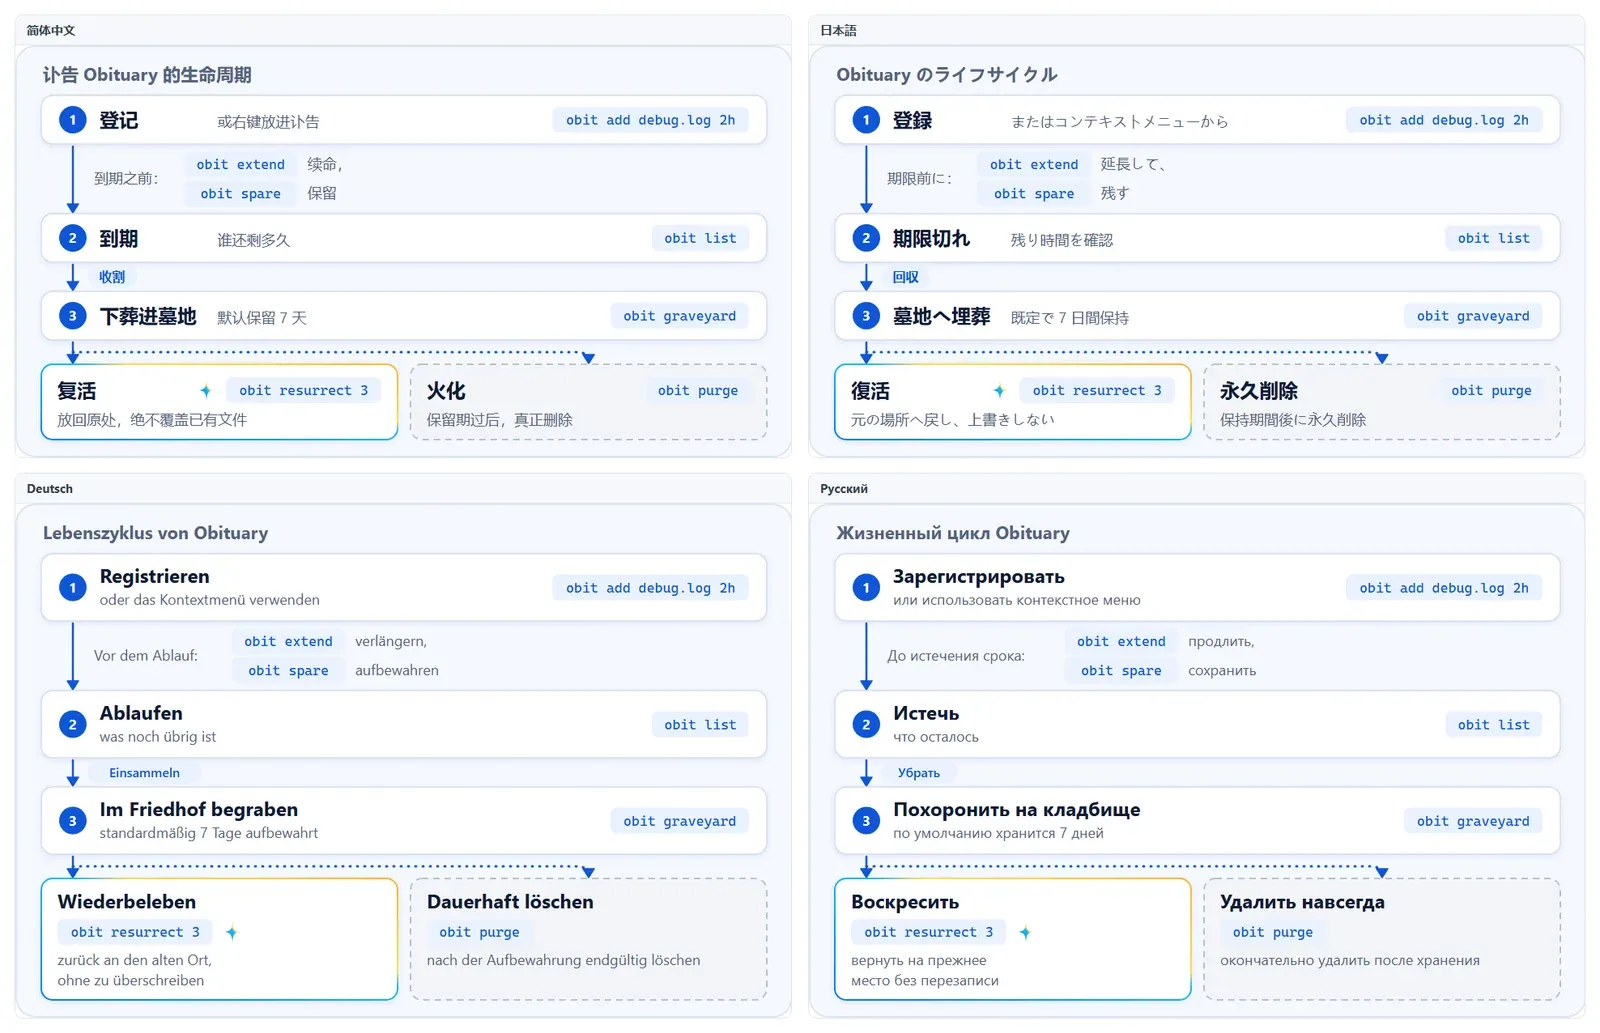 简体中文
讣告 Obituary 的生命周期
1 登记 或右键放进讣告 obit add debug.log 2h
到期之前： obit extend 续命，
obit spare 保留
2 到期 谁还剩多久 obit list
收割
3 下葬进墓地 默认保留 7 天 obit graveyard
复活 obit resurrect 3
放回原处，绝不覆盖已有文件
火化 obit purge
保留期过后，真正删除
日本語
Obituary のライフサイクル
1 登録 またはコンテキストメニューから obit add debug.log 2h
期限前に： obit extend 延長して、
obit spare 残す
2 期限切れ 残り時間を確認 obit list
回収
3 墓地へ埋葬 既定で 7 日間保持 obit graveyard
復活 obit resurrect 3
元の場所へ戻し、上書きしない
永久削除 obit purge
保持期間後に永久削除
Deutsch
Lebenszyklus von Obituary
1 Registrieren obit add debug.log 2h
oder das Kontextmenü verwenden
Vor dem Ablauf: obit extend verlängern,
obit spare aufbewahren
2 Ablaufen obit list
was noch übrig ist
Einsammeln
3 Im Friedhof begraben obit graveyard
standardmäßig 7 Tage aufbewahrt
Wiederbeleben
obit resurrect 3
zurück an den alten Ort,
ohne zu überschreiben
Dauerhaft löschen
obit purge
nach der Aufbewahrung endgültig löschen
Русский
Жизненный цикл Obituary
1 Зарегистрировать obit add debug.log 2h
или использовать контекстное меню
До истечения срока: obit extend продлить,
obit spare сохранить
2 Истечь obit list
что осталось
Убрать
3 Похоронить на кладбище obit graveyard
по умолчанию хранится 7 дней
Воскресить
obit resurrect 3
вернуть на прежнее
место без перезаписи
Удалить навсегда
obit purge
окончательно удалить после хранения